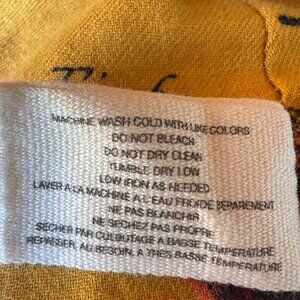 MACHINE WASH COLD WITH LIKE COLORS
DO NOT BLEACH
DO NOT DRY CLEAN
TUMBLE DRY LOW
LOW IRON AS NEEDED
LAVER A LA MACHINE A L'EAU FROIDE SEPAREMENT
NE PAS BLANCHIR
NE SECHEZ PAS PROPRE
SECHER PAR CULBUTAGE A BASSE TEMPERATURE
REPASSER, AU BESOIN, A TRES BASSE TEMPERATURE